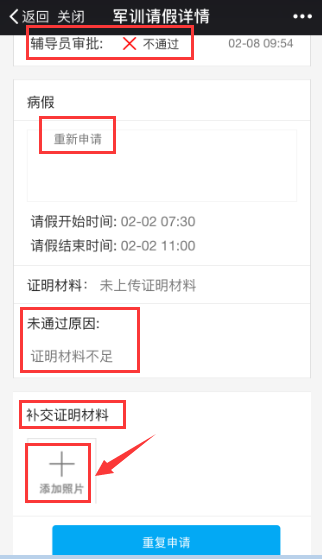 返回 关闭 军训请假详情
辅导员审批: 不通过 02-08 09:54
病假
重新申请
请假开始时间: 02-02 07:30
请假结束时间: 02-02 11:00
证明材料: 未上传证明材料
未通过原因:
证明材料不足
补交证明材料
添加照片
重复申请